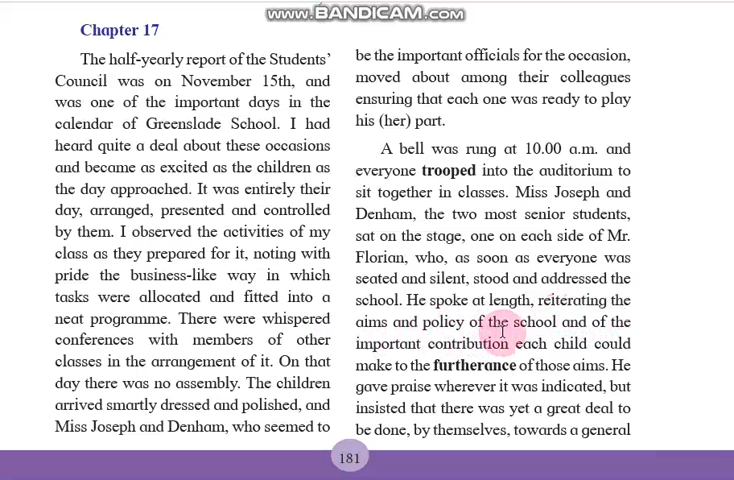 www.BANDICAM.com
Chapter 17
The half-yearly report of the Students’
Council was on November 15th, and
was one of the important days in the
calendar of Greenslade School. I had
heard quite a deal about these occasions
and became as excited as the children as
the day approached. It was entirely their
day, arranged, presented and controlled
by them. I observed the activities of my
class as they prepared for it, noting with
pride the business-like way in which
tasks were allocated and fitted into a
neat programme. There were whispered
conferences with members of other
classes in the arrangement of it. On that
day there was no assembly. The children
arrived smartly dressed and polished, and
Miss Joseph and Denham, who seemed to
be the important officials for the occasion,
moved about among their colleagues
ensuring that each one was ready to play
his (her) part.
A bell was rung at 10.00 a.m. and
everyone trooped into the auditorium to
sit together in classes. Miss Joseph and
Denham, the two most senior students,
sat on the stage, one on each side of Mr.
Florian, who, as soon as everyone was
seated and silent, stood and addressed the
school. He spoke at length, reiterating the
aims and policy of the school and of the
important contribution each child could
make to the furtherance of those aims. He
gave praise wherever it was indicated, but
insisted that there was yet a great deal to
be done, by themselves, towards a general
181